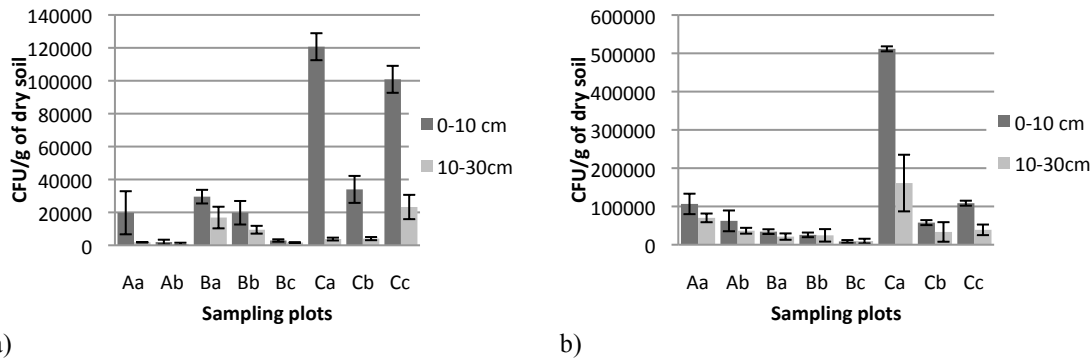 140000
120000
100000
80000
60000
40000
20000
0
CFU/g of dry soil
Aa Ab Ba Bb Bc Ca Cb Cc
Sampling plots
0-10 cm
10-30cm
a)
600000
500000
400000
300000
200000
100000
0
CFU/g of dry soil
Aa Ab Ba Bb Bc Ca Cb Cc
Sampling plots
0-10 cm
10-30cm
b)